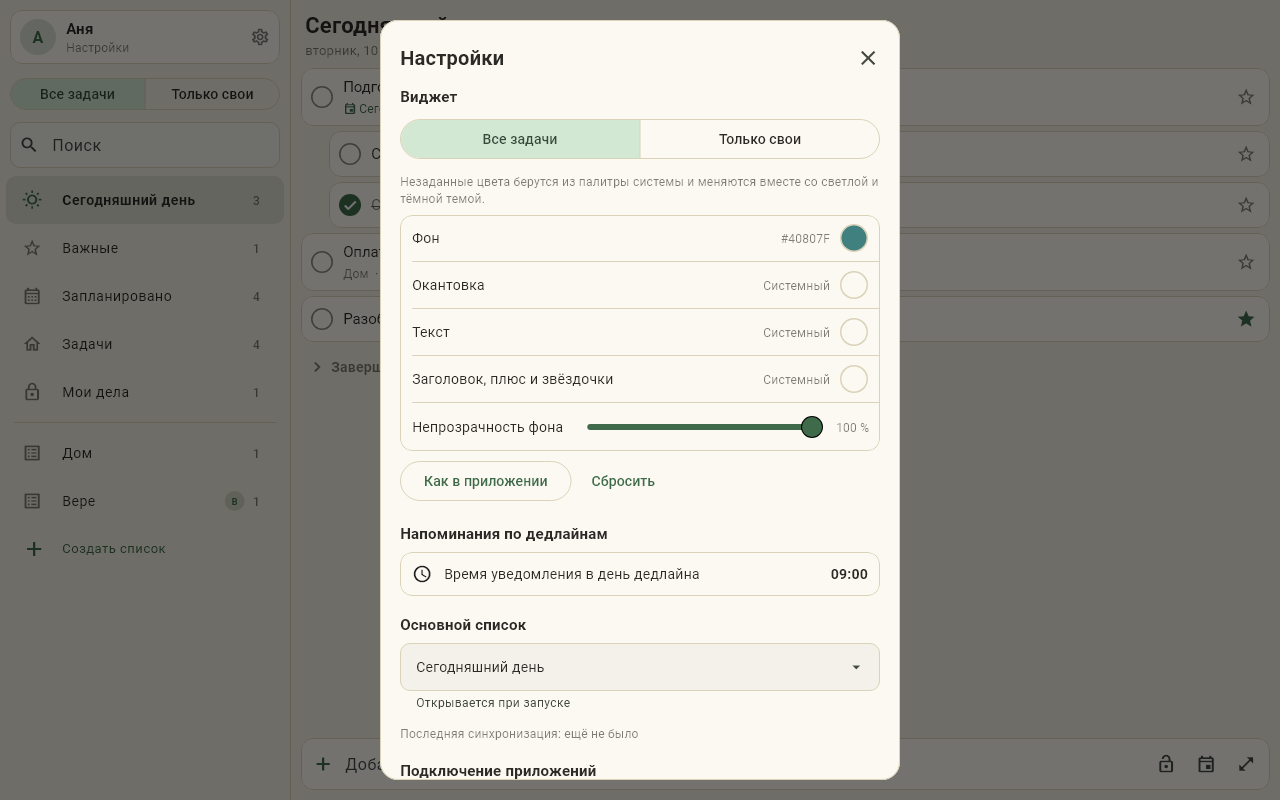 А
Аня
Настройки
Все задачи
Только свои
Поиск
Сегодняшний день
3
Важные
1
Запланировано
4
Задачи
4
Мои дела
1
Дом
1
Вере
В
1
Создать список
вторник, 10
Дом ·
Настройки
Виджет
Все задачи
Только свои
Незаданные цвета берутся из палитры системы и меняются вместе со светлой и
тёмной темой.
Фон
#40807F
Окантовка
Системный
Текст
Системный
Заголовок, плюс и звёздочки
Системный
Непрозрачность фона
100 %
Как в приложении
Сбросить
Напоминания по дедлайнам
Время уведомления в день дедлайна
09:00
Основной список
Сегодняшний день
Открывается при запуске
Последняя синхронизация: ещё не было
Подключение приложений